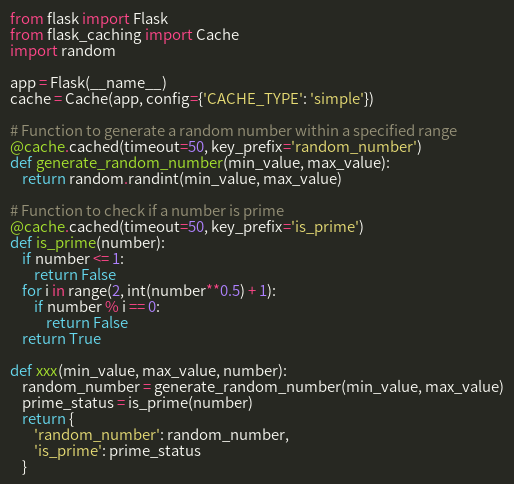 from flask import Flask
from flask_caching import Cache
import random

app = Flask(__name__)
cache = Cache(app, config={'CACHE_TYPE': 'simple'})

# Function to generate a random number within a specified range
@cache.cached(timeout=50, key_prefix='random_number')
def generate_random_number(min_value, max_value):
    return random.randint(min_value, max_value)

# Function to check if a number is prime
@cache.cached(timeout=50, key_prefix='is_prime')
def is_prime(number):
    if number <= 1:
        return False
    for i in range(2, int(number**0.5) + 1):
        if number % i == 0:
            return False
    return True

def xxx(min_value, max_value, number):
    random_number = generate_random_number(min_value, max_value)
    prime_status = is_prime(number)
    return {
        'random_number': random_number,
        'is_prime': prime_status
    }